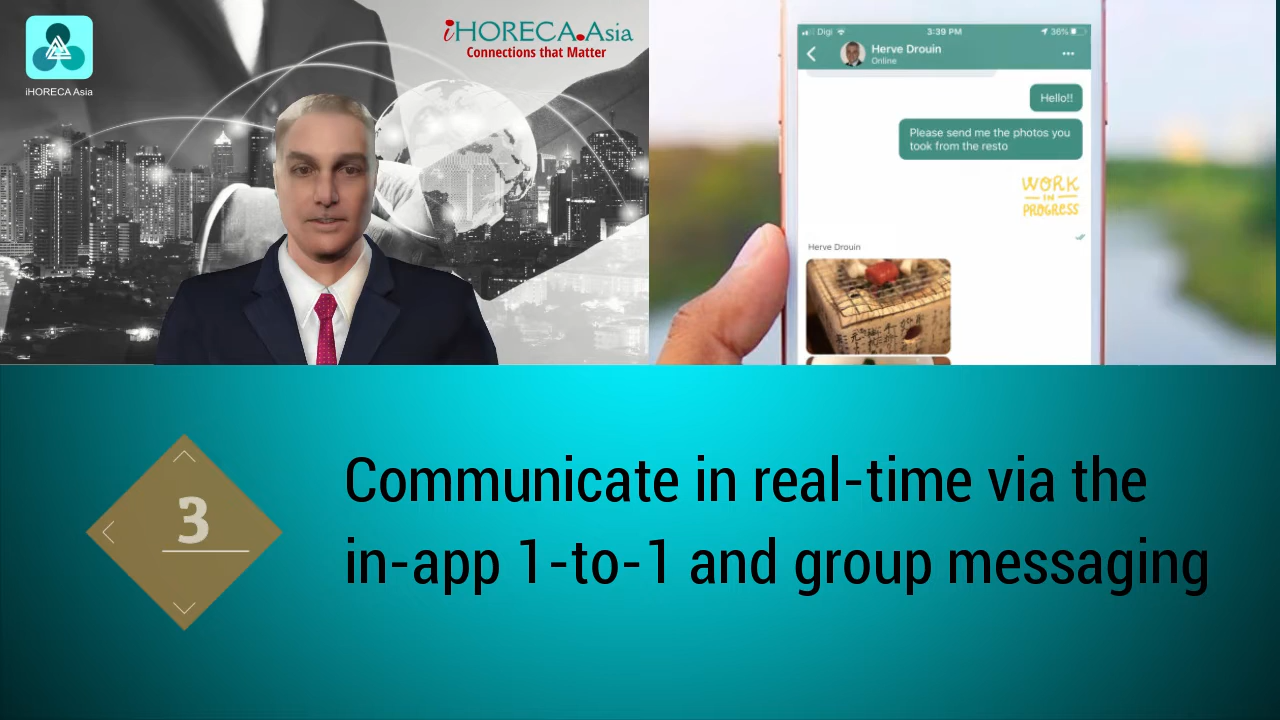 iHORECA Asia
iHORECA.Asia
Connections that Matter
Digi
3:39 PM
36%
Herve Drouin
Online
Hello!!
Please send me the photos you
took from the resto
WORK
IN
PROGRESS
Herve Drouin
3
Communicate in real-time via the
in-app 1-to-1 and group messaging